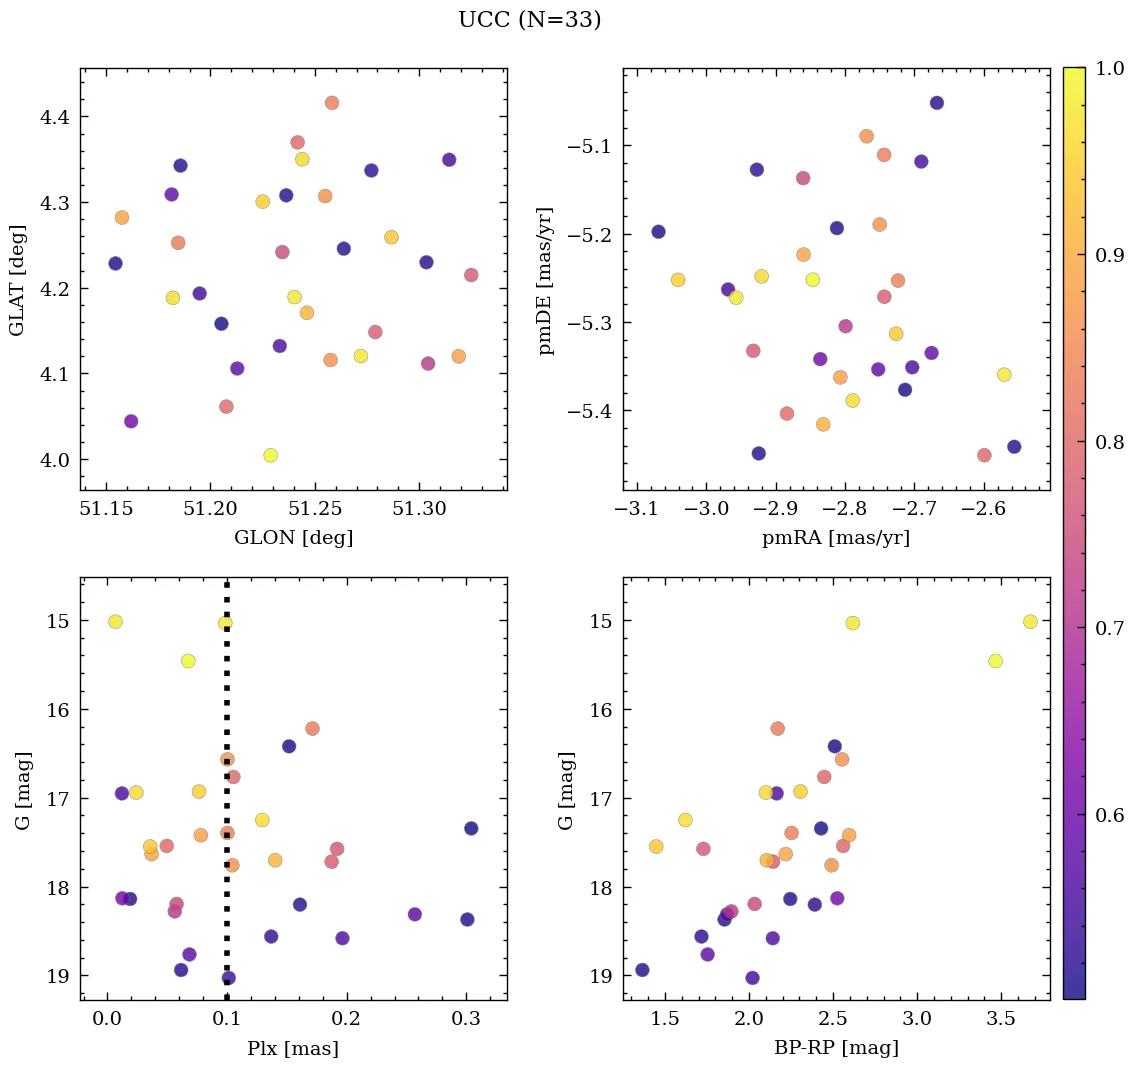 UCC (N=33)
4.4
4.3
4.2
4.1
4.0
GLAT [deg]
51.15 51.20 51.25 51.30
GLON [deg]
−5.1
−5.2
−5.3
−5.4
pmDE [mas/yr]
−3.1 −3.0 −2.9 −2.8 −2.7 −2.6
pmRA [mas/yr]
1.0
0.9
0.8
0.7
0.6
15
16
17
18
19
G [mag]
0.0 0.1 0.2 0.3
Plx [mas]
15
16
17
18
19
G [mag]
1.5 2.0 2.5 3.0 3.5
BP-RP [mag]